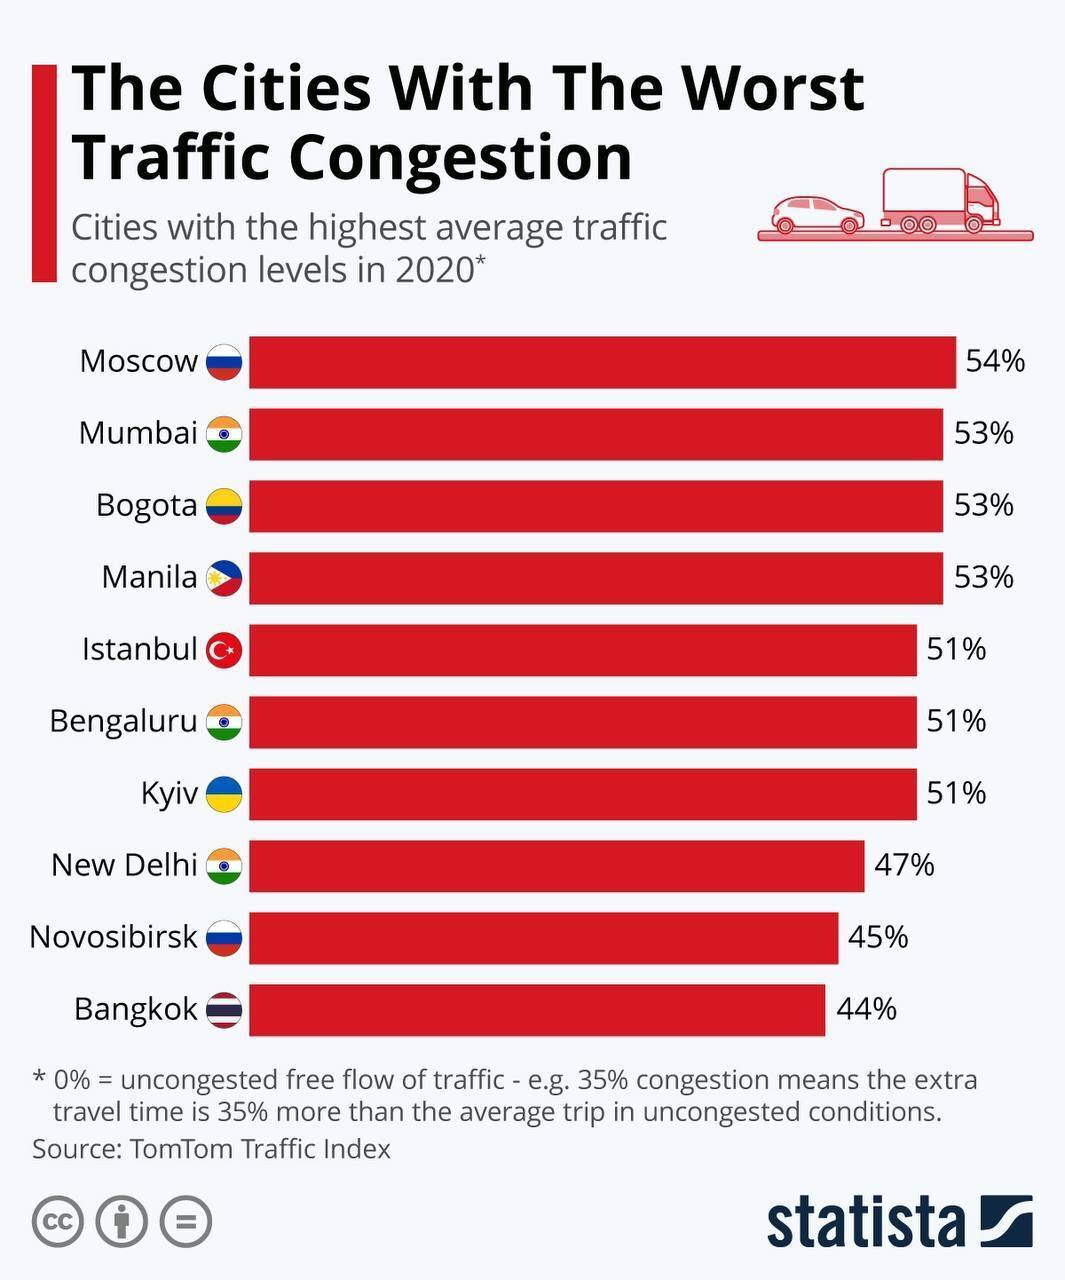 The Cities With The Worst
Traffic Congestion
Cities with the highest average traffic
congestion levels in 2020*
Moscow 54%
Mumbai 53%
Bogota 53%
Manila 53%
Istanbul 51%
Bengaluru 51%
Kyiv 51%
New Delhi 47%
Novosibirsk 45%
Bangkok 44%
* 0% = uncongested free flow of traffic - e.g. 35% congestion means the extra
travel time is 35% more than the average trip in uncongested conditions.
Source: TomTom Traffic Index
cc = statista